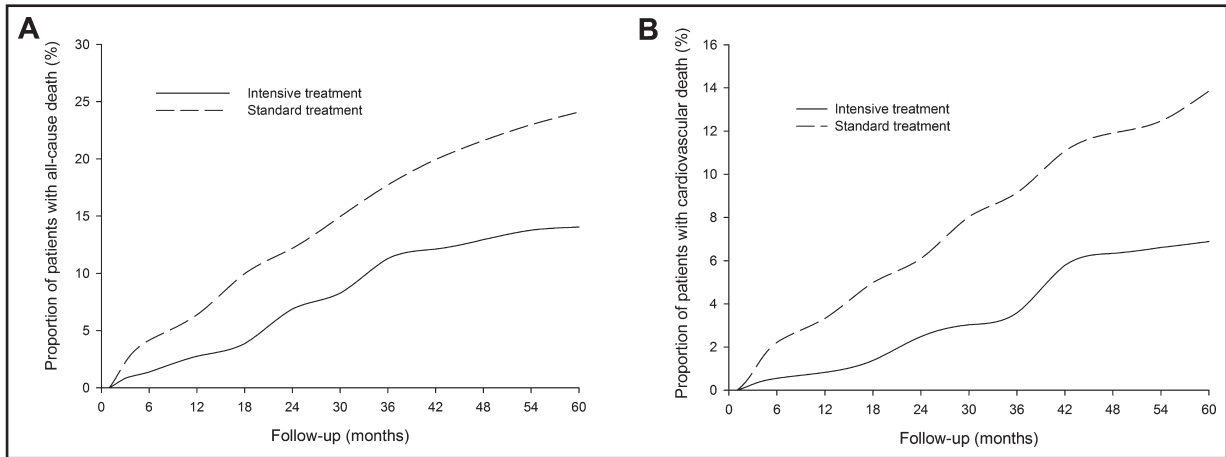 A
Proportion of patients with all-cause death (%)
30
25
20
15
10
5
0
Intensive treatment
Standard treatment
0 6 12 18 24 30 36 42 48 54 60
Follow-up (months)
B
Proportion of patients with cardiovascular death (%)
16
14
12
10
8
6
4
2
0
Intensive treatment
Standard treatment
0 6 12 18 24 30 36 42 48 54 60
Follow-up (months)